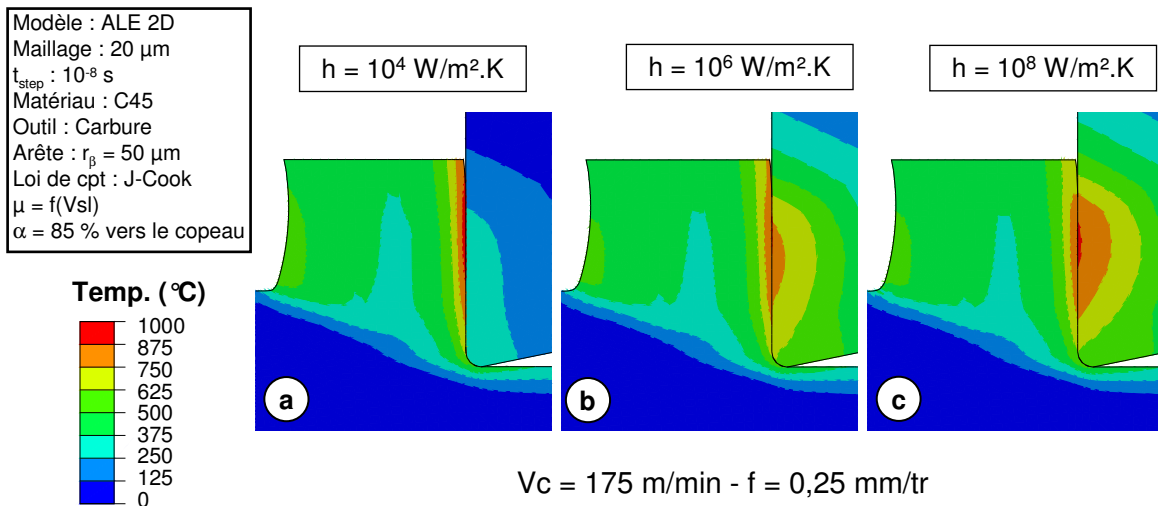 Modèle : ALE 2D
Maillage : 20 µm
t_step : 10⁻⁸ s
Matériau : C45
Outil : Carbure
Arête : r_β = 50 µm
Loi de cpt : J-Cook
µ = f(Vsl)
α = 85 % vers le copeau
h = 10⁴ W/m².K
h = 10⁶ W/m².K
h = 10⁸ W/m².K
Temp. (°C)
1000
875
750
625
500
375
250
125
0
a
b
c
Vc = 175 m/min - f = 0,25 mm/tr